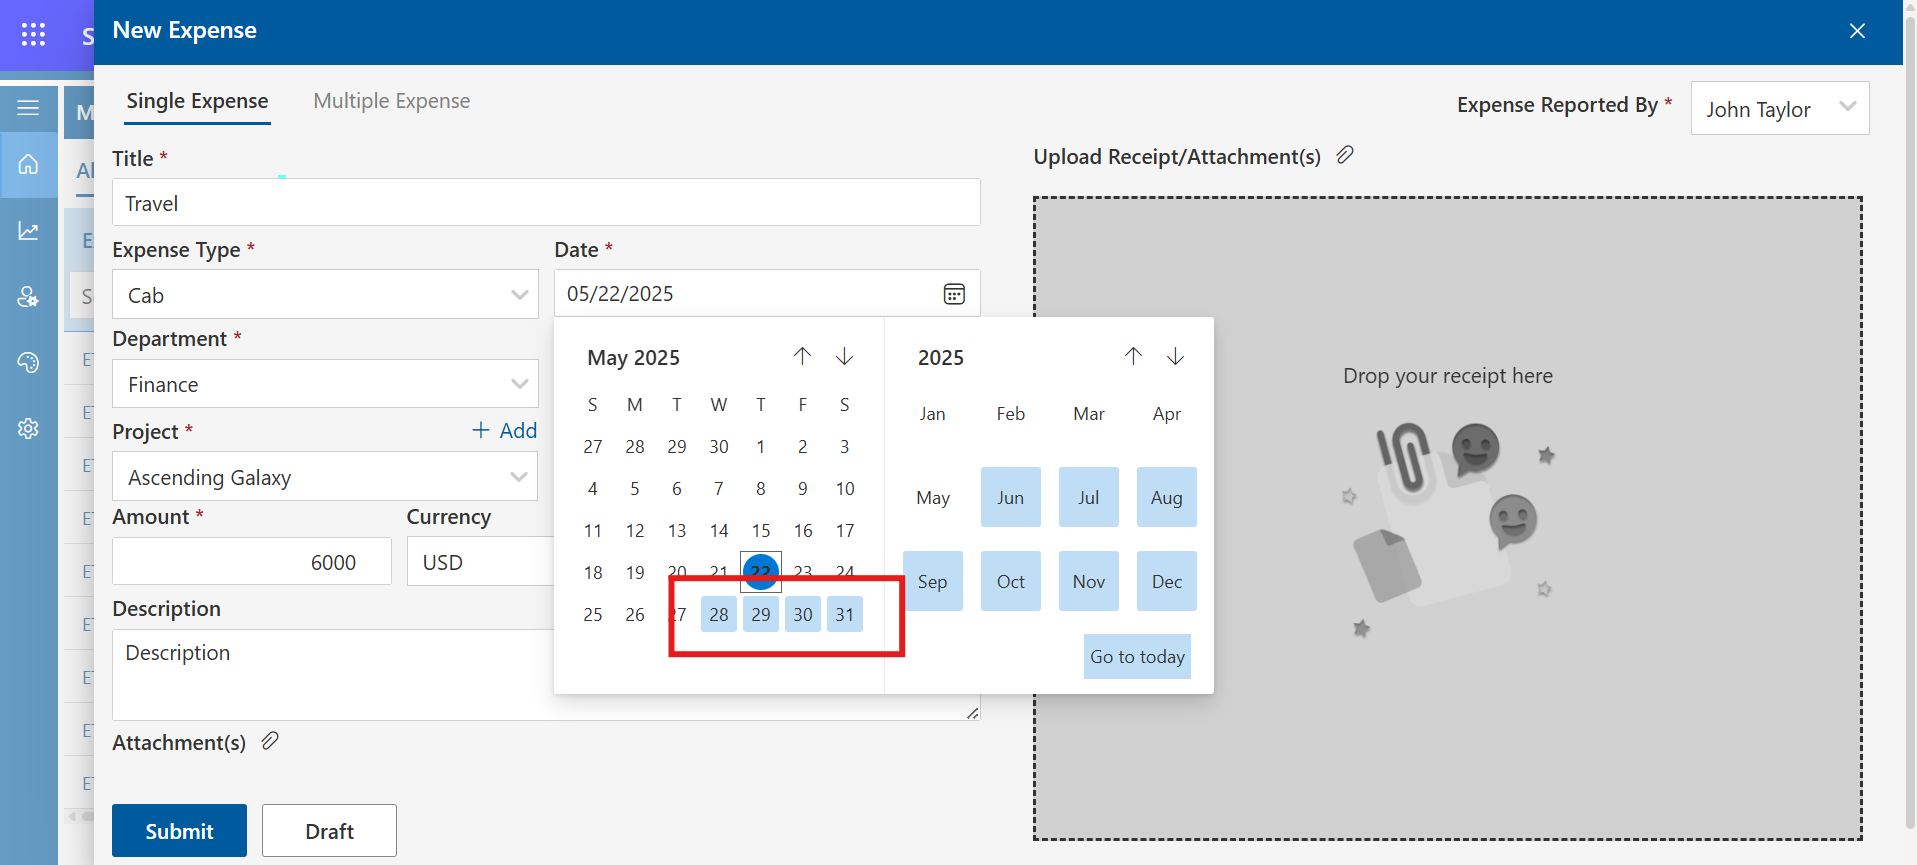 S
New Expense
Single Expense
Multiple Expense
Expense Reported By *
John Taylor
M
Al
Title *
Travel
Upload Receipt/Attachment(s)
E
S
Expense Type *
Cab
Date *
05/22/2025
Department *
Finance
Project *
+ Add
Ascending Galaxy
Amount *
Currency
6000
USD
Description
Description
May 2025
S M T W T F S
27 28 29 30 1 2 3
4 5 6 7 8 9 10
11 12 13 14 15 16 17
18 19 20 21 22 23 24
25 26 27 28 29 30 31
2025
Jan Feb Mar Apr
May Jun Jul Aug
Sep Oct Nov Dec
Go to today
Drop your receipt here
Attachment(s)
Submit
Draft